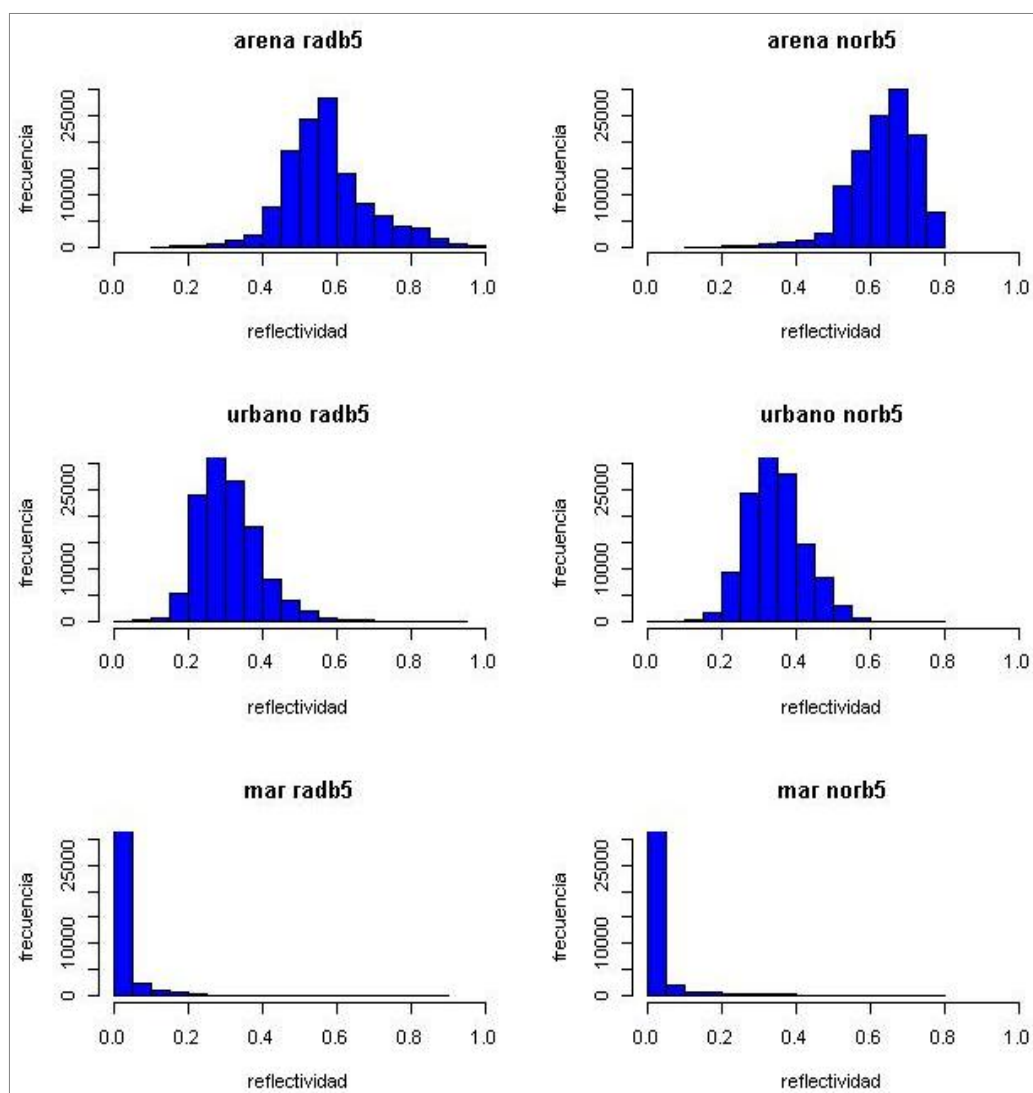 arena radb5
frecuencia
0 10000 25000
0.0 0.2 0.4 0.6 0.8 1.0
reflectividad
arena norb5
frecuencia
0 10000 25000
0.0 0.2 0.4 0.6 0.8 1.0
reflectividad
urbano radb5
frecuencia
0 10000 25000
0.0 0.2 0.4 0.6 0.8 1.0
reflectividad
urbano norb5
frecuencia
0 10000 25000
0.0 0.2 0.4 0.6 0.8 1.0
reflectividad
mar radb5
frecuencia
0 10000 25000
0.0 0.2 0.4 0.6 0.8 1.0
reflectividad
mar norb5
frecuencia
0 10000 25000
0.0 0.2 0.4 0.6 0.8 1.0
reflectividad